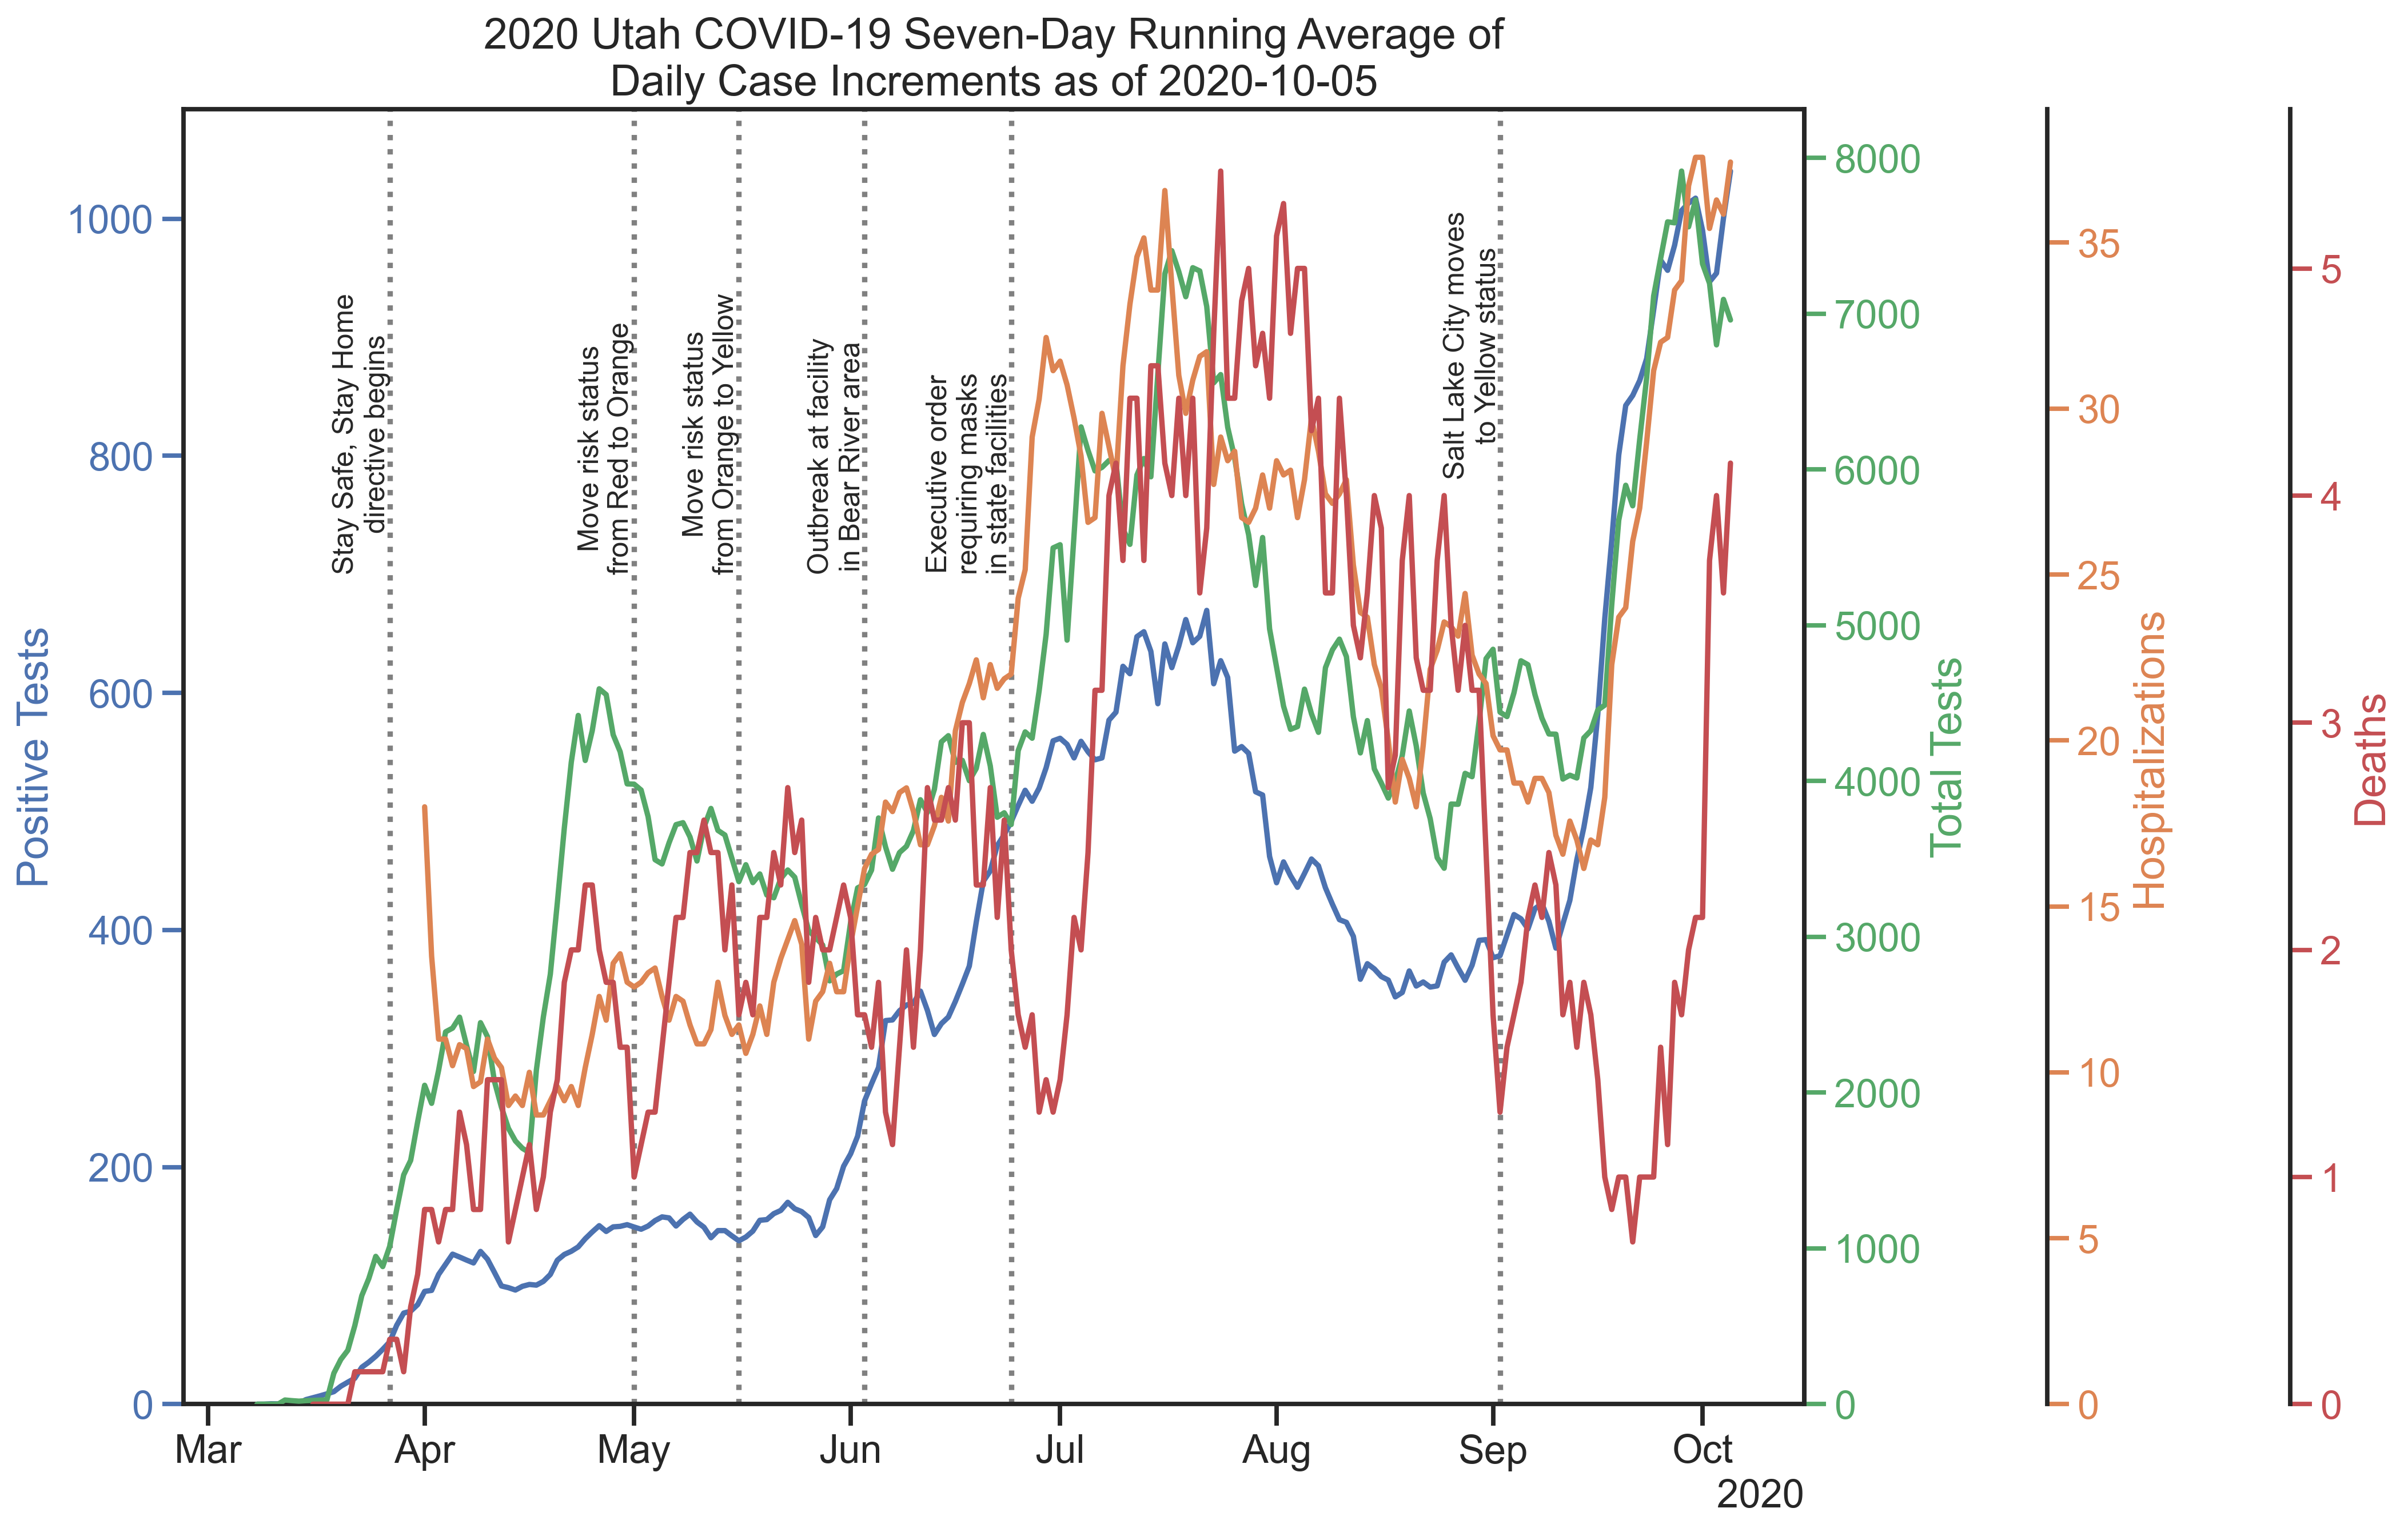 2020 Utah COVID-19 Seven-Day Running Average of
Daily Case Increments as of 2020-10-05
Positive Tests
1000
800
600
400
200
0
Stay Safe, Stay Home
directive begins
Move risk status
from Red to Orange
Move risk status
from Orange to Yellow
Outbreak at facility
in Bear River area
Executive order
requiring masks
in state facilities
Salt Lake City moves
to Yellow status
8000
7000
6000
5000
4000
3000
2000
1000
0
Total Tests
35
30
25
20
15
10
5
0
Hospitalizations
5
4
3
2
1
0
Deaths
Mar Apr May Jun Jul Aug Sep Oct
2020